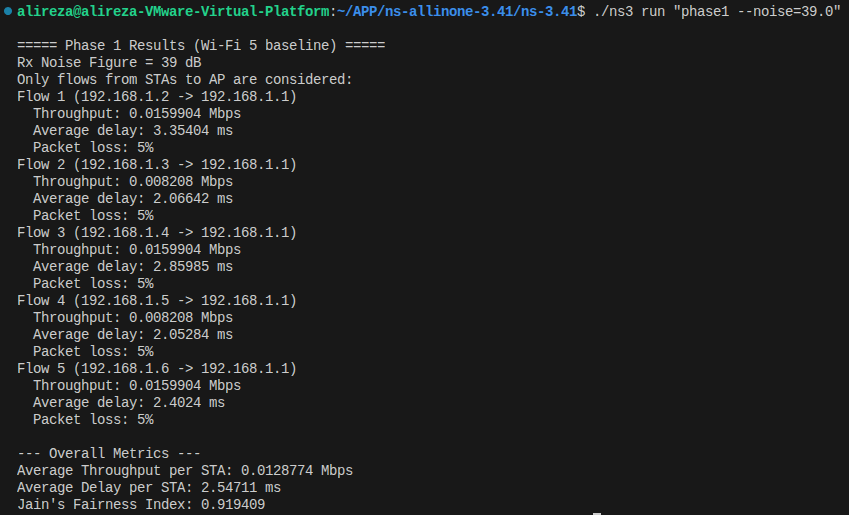 alireza@alireza-VMware-Virtual-Platform:~/APP/ns-allinone-3.41/ns-3.41$ ./ns3 run "phase1 --noise=39.0"
===== Phase 1 Results (Wi-Fi 5 baseline) =====
Rx Noise Figure = 39 dB
Only flows from STAs to AP are considered:
Flow 1 (192.168.1.2 -> 192.168.1.1)
Throughput: 0.0159904 Mbps
Average delay: 3.35404 ms
Packet loss: 5%
Flow 2 (192.168.1.3 -> 192.168.1.1)
Throughput: 0.008208 Mbps
Average delay: 2.06642 ms
Packet loss: 5%
Flow 3 (192.168.1.4 -> 192.168.1.1)
Throughput: 0.0159904 Mbps
Average delay: 2.85985 ms
Packet loss: 5%
Flow 4 (192.168.1.5 -> 192.168.1.1)
Throughput: 0.008208 Mbps
Average delay: 2.05284 ms
Packet loss: 5%
Flow 5 (192.168.1.6 -> 192.168.1.1)
Throughput: 0.0159904 Mbps
Average delay: 2.4024 ms
Packet loss: 5%
--- Overall Metrics ---
Average Throughput per STA: 0.0128774 Mbps
Average Delay per STA: 2.54711 ms
Jain's Fairness Index: 0.919409